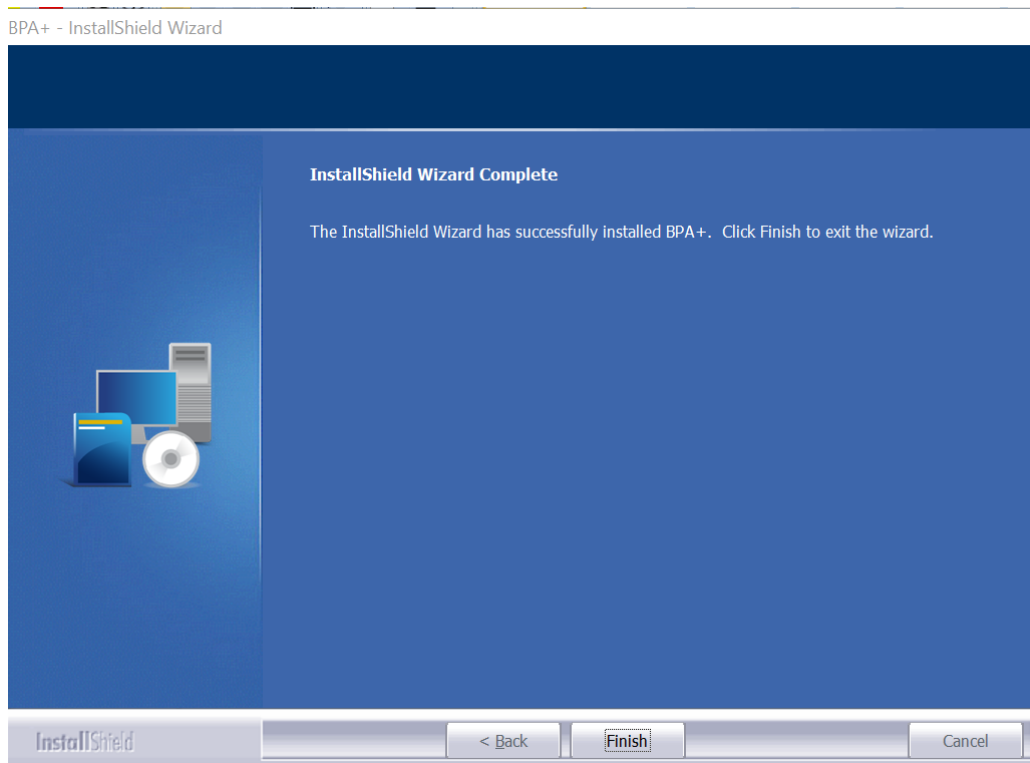 BPA+ - InstallShield Wizard
InstallShield Wizard Complete
The InstallShield Wizard has successfully installed BPA+. Click Finish to exit the wizard.
InstallShield
< Back
Finish
Cancel